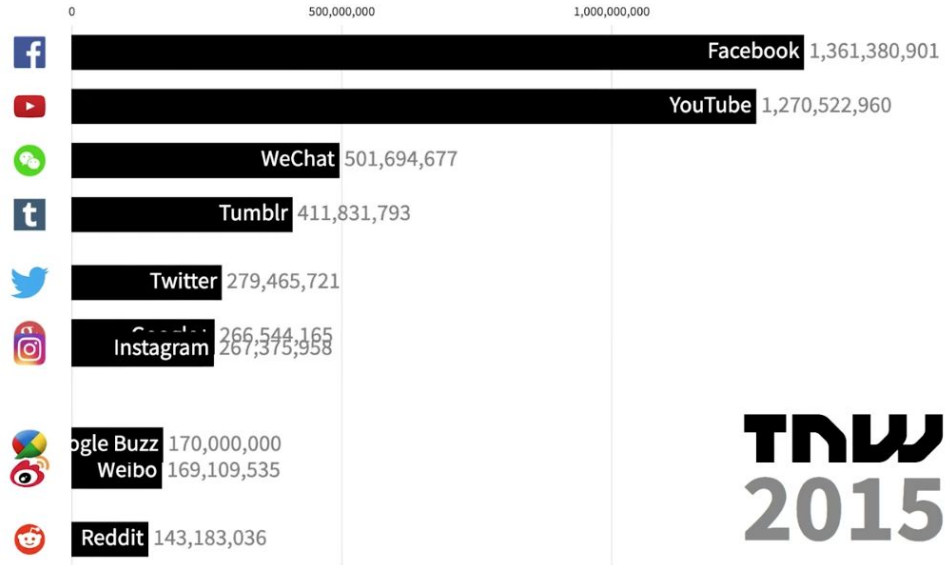 0 500,000,000 1,000,000,000
Facebook 1,361,380,901
YouTube 1,270,522,960
WeChat 501,694,677
Tumblr 411,831,793
Twitter 279,465,721
266,544,165
Instagram 267,375,958
ogle Buzz 170,000,000
Weibo 169,109,535
Reddit 143,183,036
TNW
2015